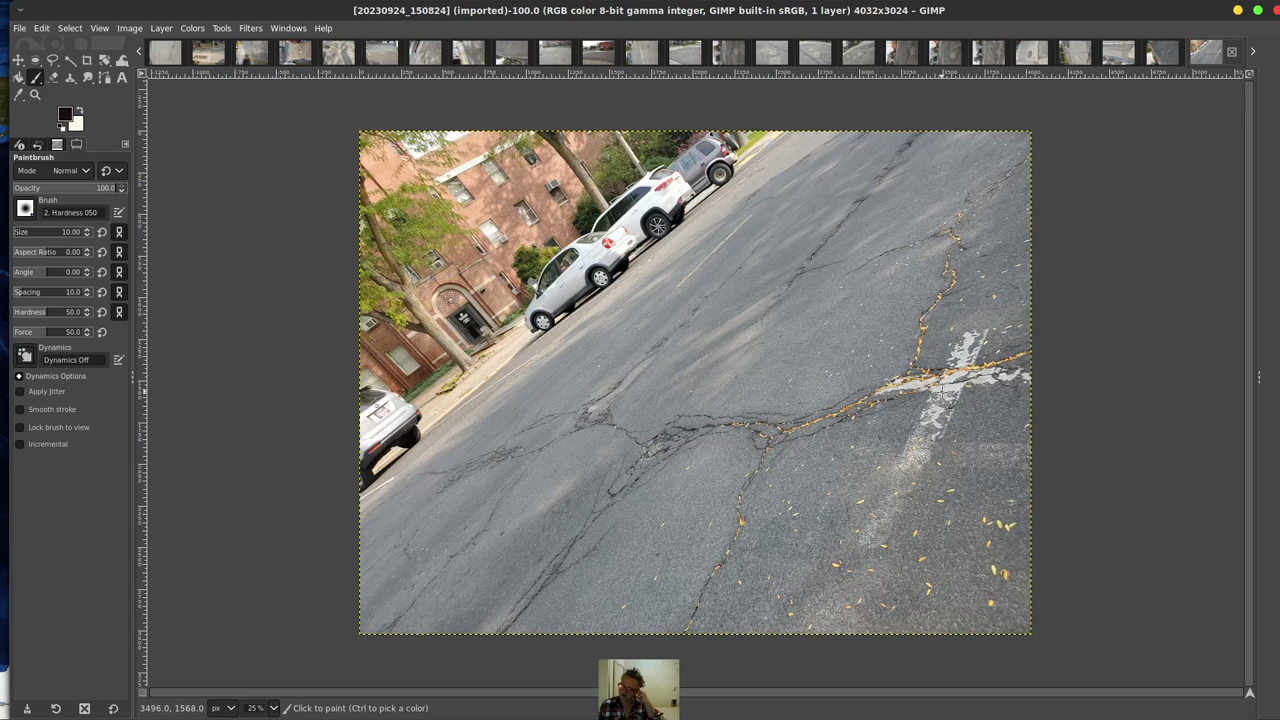 [20230924_150824] (imported)-100.0 (RGB color 8-bit gamma integer, GIMP built-in sRGB, 1 layer) 4032x3024 – GIMP
File Edit Select View Image Layer Colors Tools Filters Windows Help
Paintbrush
Mode Normal
Opacity 100.0
Brush
2. Hardness 050
Size 10.00
Aspect Ratio 0.00
Angle 0.00
Spacing 10.0
Hardness 50.0
Force 50.0
Dynamics
Dynamics Off
Dynamics Options
Apply Jitter
Smooth stroke
Lock brush to view
Incremental
3496.0, 1568.0 px 25 % Click to paint (Ctrl to pick a color)